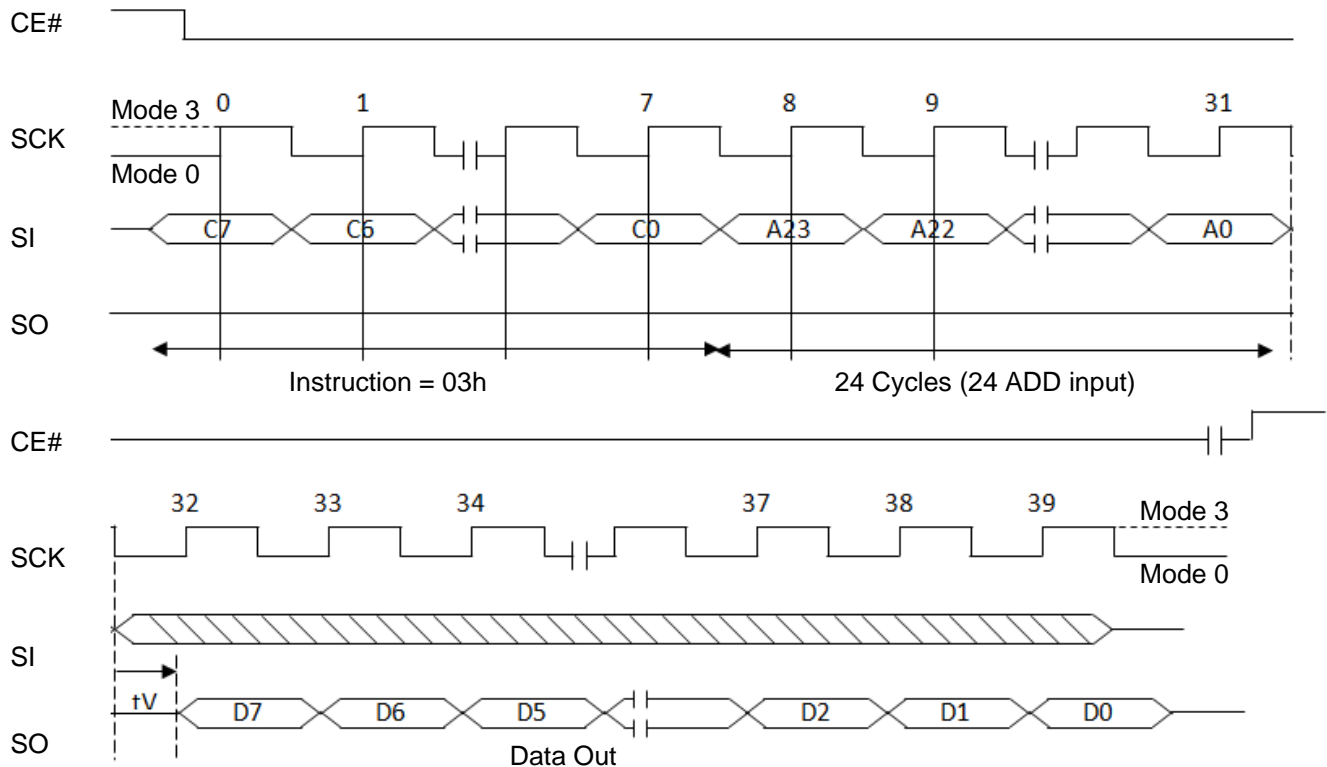 CE#
Mode 3 0 1 7 8 9 31
SCK
Mode 0
SI C7 C6 C0 A23 A22 A0
SO
Instruction = 03h 24 Cycles (24 ADD input)
CE#
32 33 34 37 38 39 Mode 3
SCK
Mode 0
SI
tV D7 D6 D5 D2 D1 D0
SO
Data Out